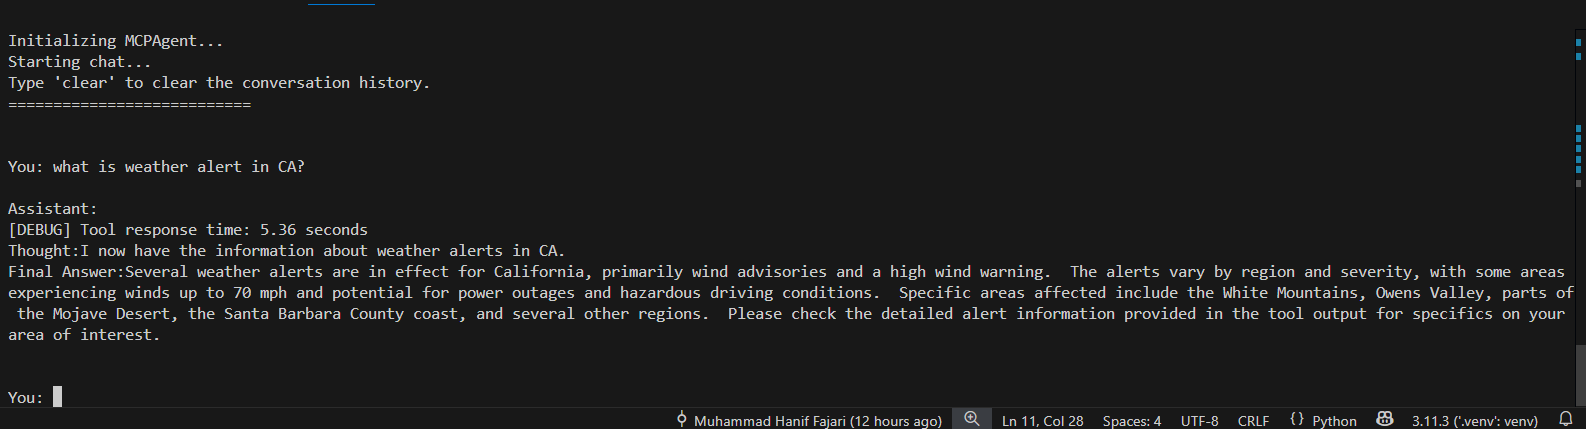 Initializing MCPAgent...
Starting chat...
Type 'clear' to clear the conversation history.
===========================
You: what is weather alert in CA?
Assistant:
[DEBUG] Tool response time: 5.36 seconds
Thought:I now have the information about weather alerts in CA.
Final Answer:Several weather alerts are in effect for California, primarily wind advisories and a high wind warning.  The alerts vary by region and severity, with some areas
experiencing winds up to 70 mph and potential for power outages and hazardous driving conditions.  Specific areas affected include the White Mountains, Owens Valley, parts of
 the Mojave Desert, the Santa Barbara County coast, and several other regions.  Please check the detailed alert information provided in the tool output for specifics on your
area of interest.
You:
Muhammad Hanif Fajari (12 hours ago) Ln 11, Col 28 Spaces: 4 UTF-8 CRLF {} Python 3.11.3 ('.venv': venv)